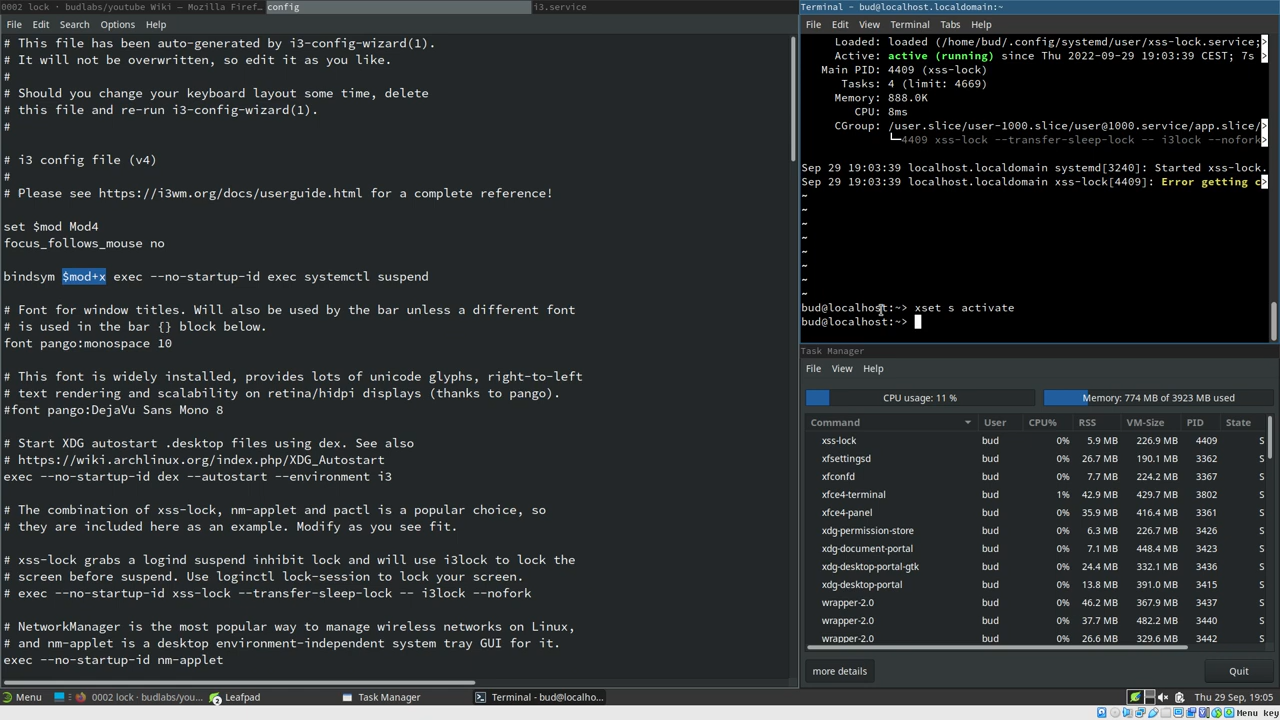 0002 lock · budlabs/youtube Wiki — Mozilla Firef…
config
i3.service
File Edit Search Options Help
# This file has been auto-generated by i3-config-wizard(1).
# It will not be overwritten, so edit it as you like.
#
# Should you change your keyboard layout some time, delete
# this file and re-run i3-config-wizard(1).
#
# i3 config file (v4)
#
# Please see https://i3wm.org/docs/userguide.html for a complete reference!
set $mod Mod4
focus_follows_mouse no
bindsym $mod+x exec --no-startup-id exec systemctl suspend
# Font for window titles. Will also be used by the bar unless a different font
# is used in the bar {} block below.
font pango:monospace 10
# This font is widely installed, provides lots of unicode glyphs, right-to-left
# text rendering and scalability on retina/hidpi displays (thanks to pango).
#font pango:DejaVu Sans Mono 8
# Start XDG autostart .desktop files using dex. See also
# https://wiki.archlinux.org/index.php/XDG_Autostart
exec --no-startup-id dex --autostart --environment i3
# The combination of xss-lock, nm-applet and pactl is a popular choice, so
# they are included here as an example. Modify as you see fit.
# xss-lock grabs a logind suspend inhibit lock and will use i3lock to lock the
# screen before suspend. Use loginctl lock-session to lock your screen.
# exec --no-startup-id xss-lock --transfer-sleep-lock -- i3lock --nofork
# NetworkManager is the most popular way to manage wireless networks on Linux,
# and nm-applet is a desktop environment-independent system tray GUI for it.
exec --no-startup-id nm-applet
Terminal - bud@localhost.localdomain:~
File Edit View Terminal Tabs Help
Loaded: loaded (/home/bud/.config/systemd/user/xss-lock.service;>
Active: active (running) since Thu 2022-09-29 19:03:39 CEST; 7s >
Main PID: 4409 (xss-lock)
Tasks: 4 (limit: 4669)
Memory: 888.0K
CPU: 8ms
CGroup: /user.slice/user-1000.slice/user@1000.service/app.slice/>
└─4409 xss-lock --transfer-sleep-lock -- i3lock --nofork>
Sep 29 19:03:39 localhost.localdomain systemd[3240]: Started xss-lock.
Sep 29 19:03:39 localhost.localdomain xss-lock[4409]: Error getting c>
~
~
~
~
~
~
~
~
bud@localhost:~> xset s activate
bud@localhost:~>
Task Manager
File View Help
CPU usage: 11 % Memory: 774 MB of 3923 MB used
Command User CPU% RSS VM-Size PID State
xss-lock bud 0% 5.9 MB 226.9 MB 4409 S
xfsettingsd bud 0% 26.7 MB 190.1 MB 3362 S
xfconfd bud 0% 7.7 MB 224.2 MB 3367 S
xfce4-terminal bud 1% 42.9 MB 429.7 MB 3802 S
xfce4-panel bud 0% 35.9 MB 416.4 MB 3361 S
xdg-permission-store bud 0% 6.3 MB 226.7 MB 3426 S
xdg-document-portal bud 0% 7.1 MB 448.4 MB 3423 S
xdg-desktop-portal-gtk bud 0% 24.4 MB 332.1 MB 3436 S
xdg-desktop-portal bud 0% 13.8 MB 391.0 MB 3415 S
wrapper-2.0 bud 0% 46.2 MB 367.9 MB 3437 S
wrapper-2.0 bud 0% 37.7 MB 482.2 MB 3440 S
wrapper-2.0 bud 0% 26.6 MB 329.6 MB 3442 S
more details Quit
Menu 0002 lock · budlabs/you… 2 Leafpad Task Manager Terminal - bud@localho… Thu 29 Sep, 19:05
Menu key